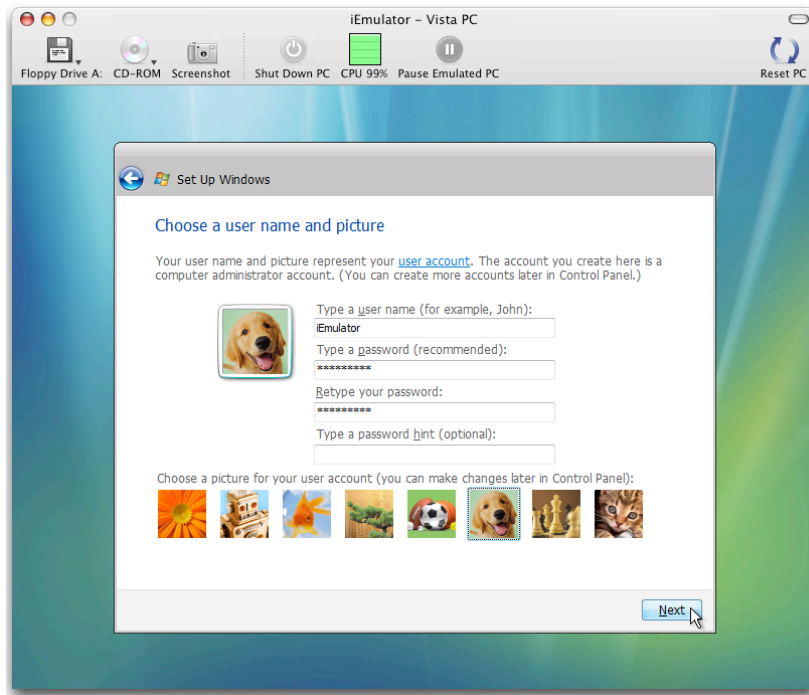 iEmulator – Vista PC
Floppy Drive A: CD-ROM Screenshot Shut Down PC CPU 99% Pause Emulated PC Reset PC
Set Up Windows
Choose a user name and picture
Your user name and picture represent your user account. The account you create here is a
computer administrator account. (You can create more accounts later in Control Panel.)
Type a user name (for example, John):
iEmulator
Type a password (recommended):
*********
Retype your password:
*********
Type a password hint (optional):
Choose a picture for your user account (you can make changes later in Control Panel):
Next